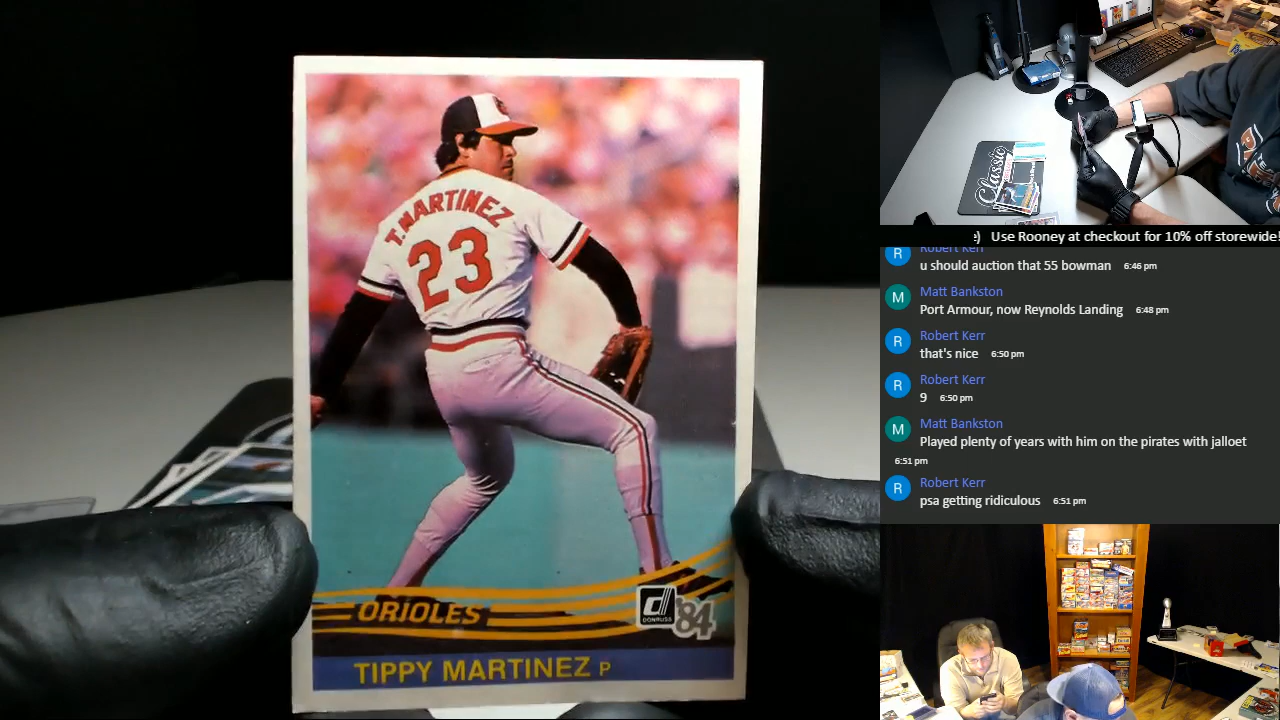 T. MARTINEZ
23
ORIOLES
d
DONRUSS
'84
TIPPY MARTINEZ P
Classic
e) Use Rooney at checkout for 10% off storewide!
R
Robert Kerr
u should auction that 55 bowman 6:46 pm
M
Matt Bankston
Port Armour, now Reynolds Landing 6:48 pm
R
Robert Kerr
that's nice 6:50 pm
R
Robert Kerr
9 6:50 pm
M
Matt Bankston
Played plenty of years with him on the pirates with jalloet
6:51 pm
R
Robert Kerr
psa getting ridiculous 6:51 pm